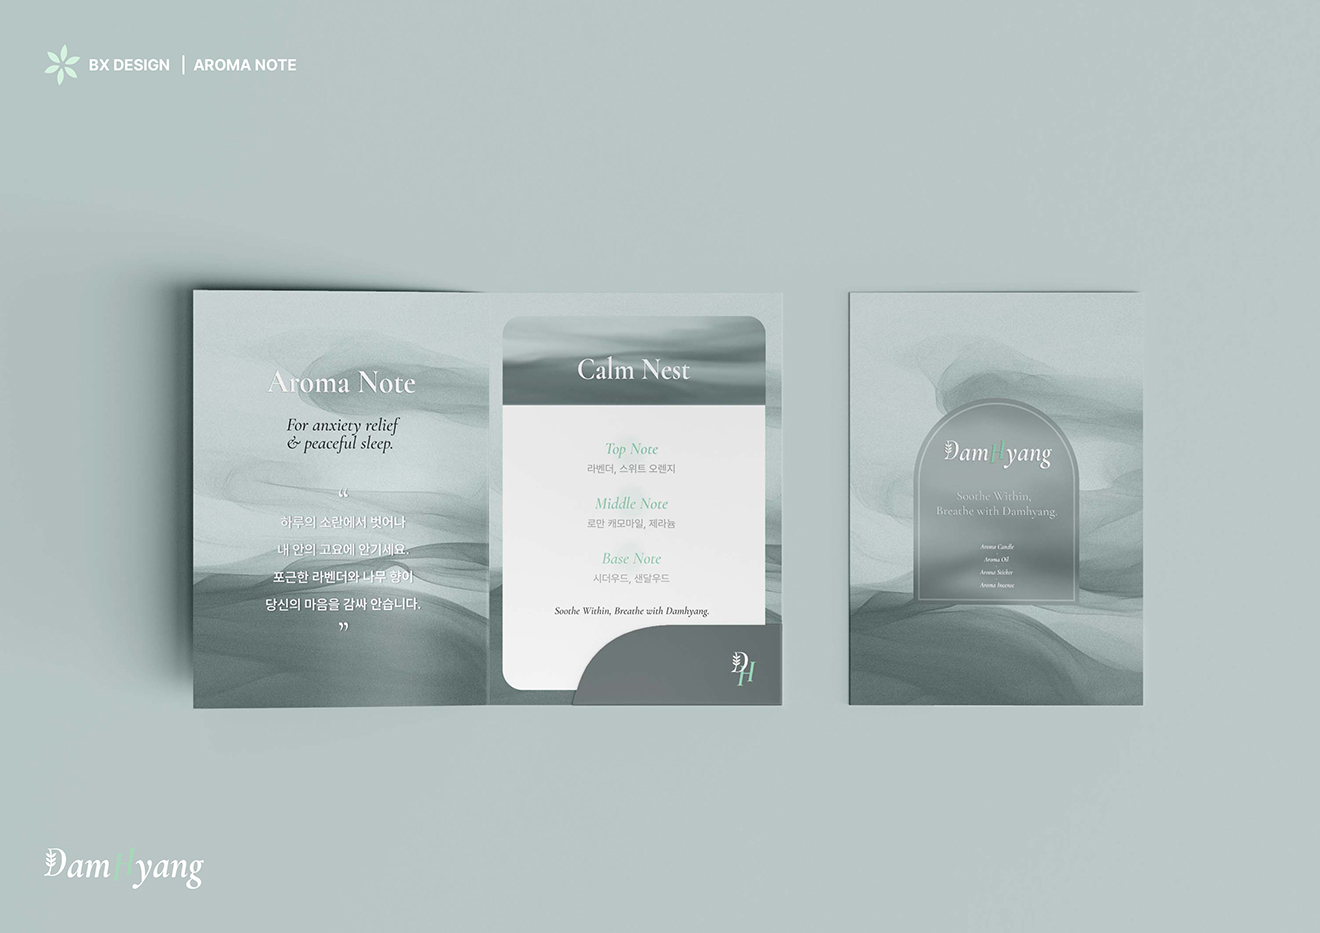 BX DESIGN | AROMA NOTE
Aroma Note
For anxiety relief
& peaceful sleep.
“
하루의 소란에서 벗어나
내 안의 고요에 안기세요.
포근한 라벤더와 나무 향이
당신의 마음을 감싸 안습니다.
”
Calm Nest
Top Note
라벤더, 스위트 오렌지
Middle Note
로만 캐모마일, 제라늄
Base Note
시더우드, 샌달우드
Soothe Within, Breathe with Damhyang.
DH
DamHyang
Soothe Within,
Breathe with Damhyang.
Aroma Candle
Aroma Oil
Aroma Sticker
Aroma Incense
DamHyang